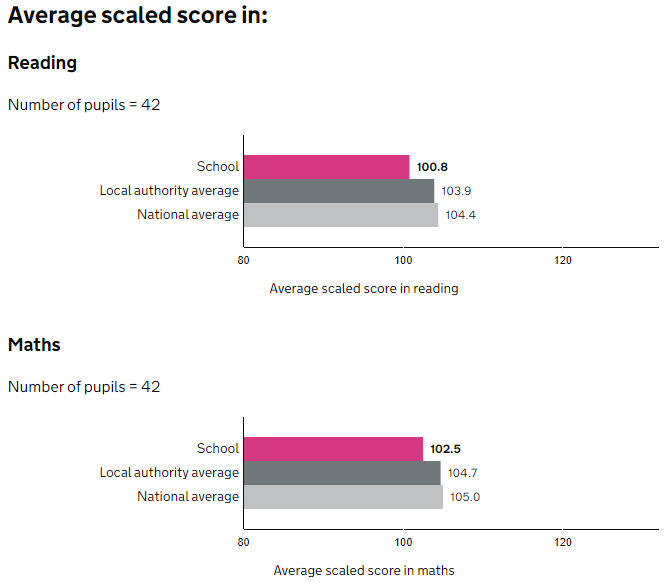 Average scaled score in:
Reading
Number of pupils = 42
School 100.8
Local authority average 103.9
National average 104.4
80 100 120
Average scaled score in reading
Maths
Number of pupils = 42
School 102.5
Local authority average 104.7
National average 105.0
80 100 120
Average scaled score in maths